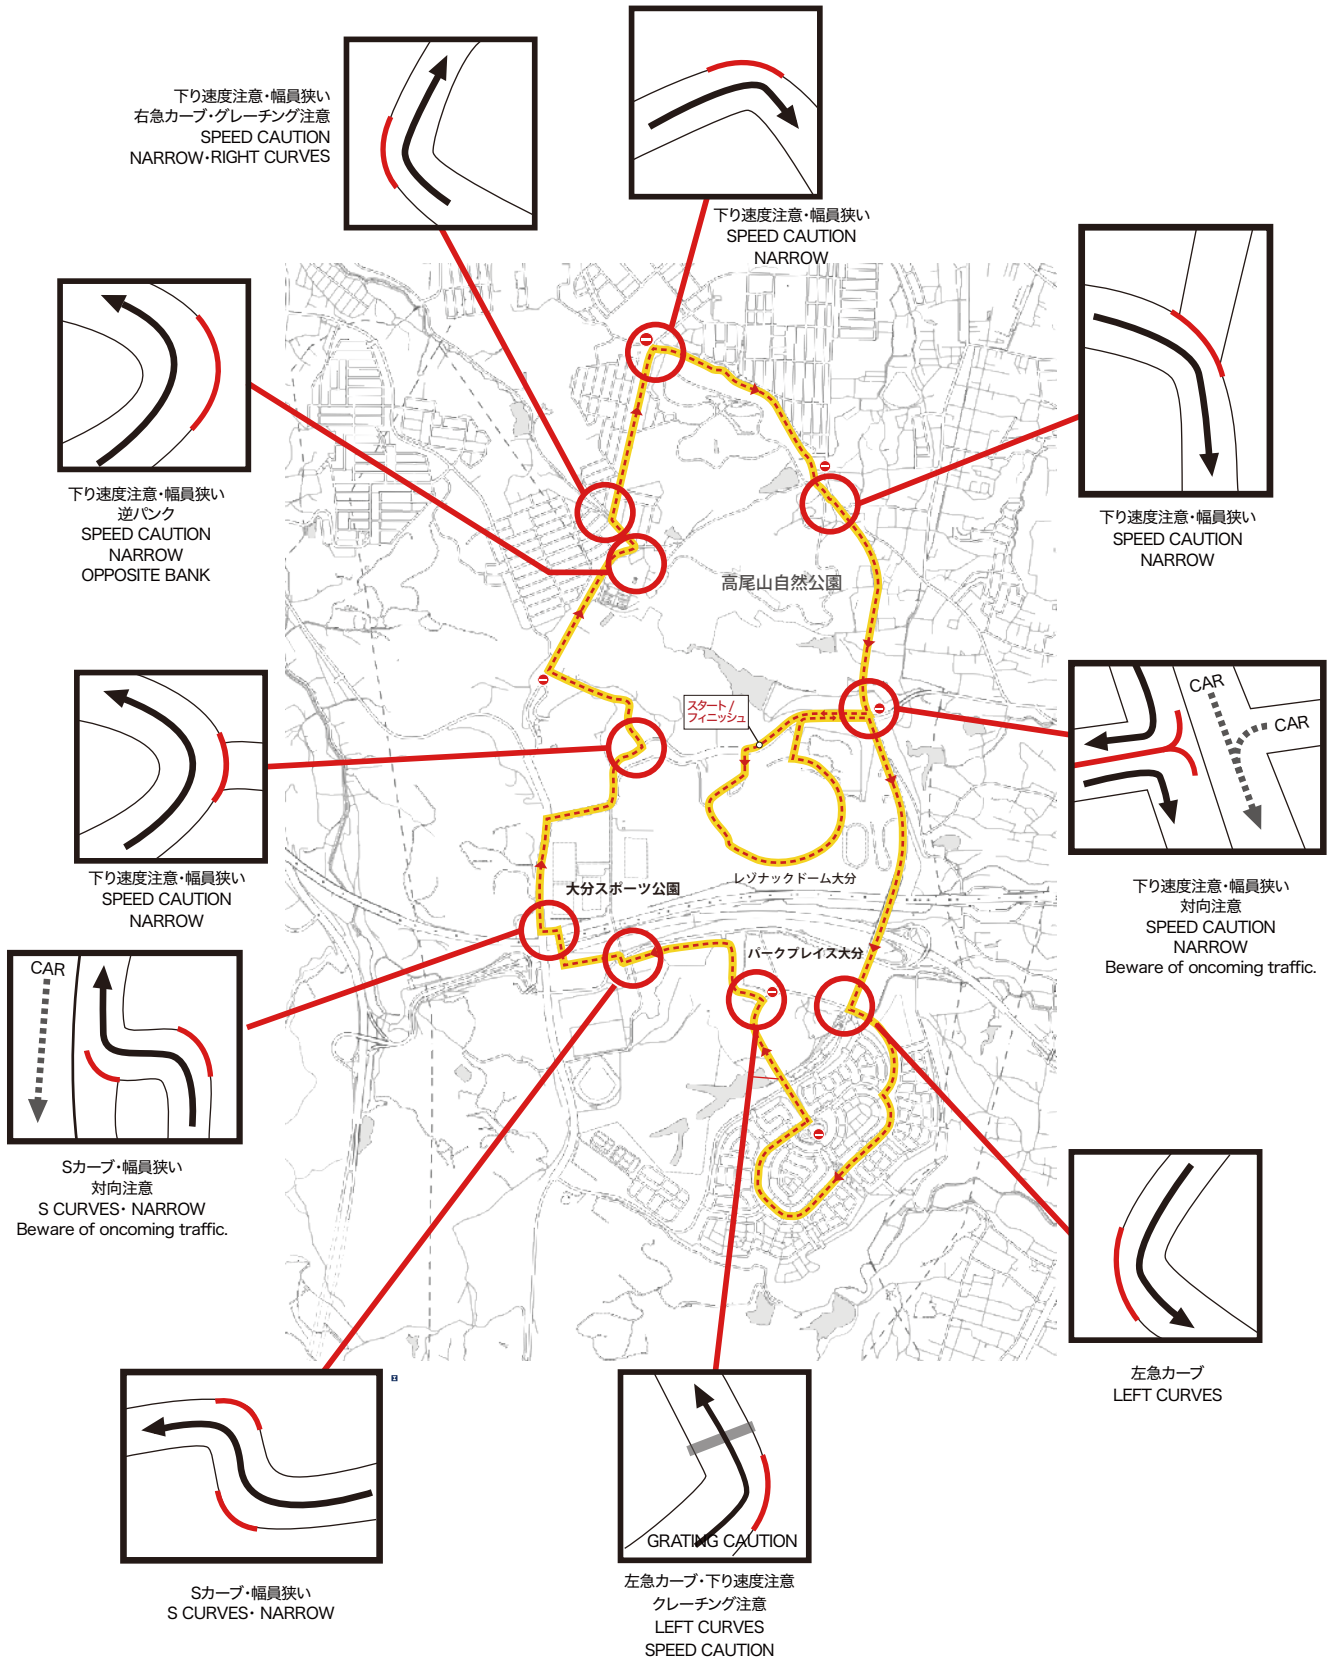 下り速度注意・幅員狭い
右急カーブ・グレーチング注意
SPEED CAUTION
NARROW・RIGHT CURVES
下り速度注意・幅員狭い
SPEED CAUTION
NARROW
下り速度注意・幅員狭い
逆バンク
SPEED CAUTION
NARROW
OPPOSITE BANK
下り速度注意・幅員狭い
SPEED CAUTION
NARROW
高尾山自然公園
スタート/
フィニッシュ
CAR
CAR
下り速度注意・幅員狭い
対向注意
SPEED CAUTION
NARROW
Beware of oncoming traffic.
下り速度注意・幅員狭い
SPEED CAUTION
NARROW
レゾナックドーム大分
大分スポーツ公園
パークプレイス大分
CAR
Sカーブ・幅員狭い
対向注意
S CURVES・ NARROW
Beware of oncoming traffic.
左急カーブ
LEFT CURVES
Sカーブ・幅員狭い
S CURVES・ NARROW
GRATING CAUTION
左急カーブ・下り速度注意
クレーチング注意
LEFT CURVES
SPEED CAUTION